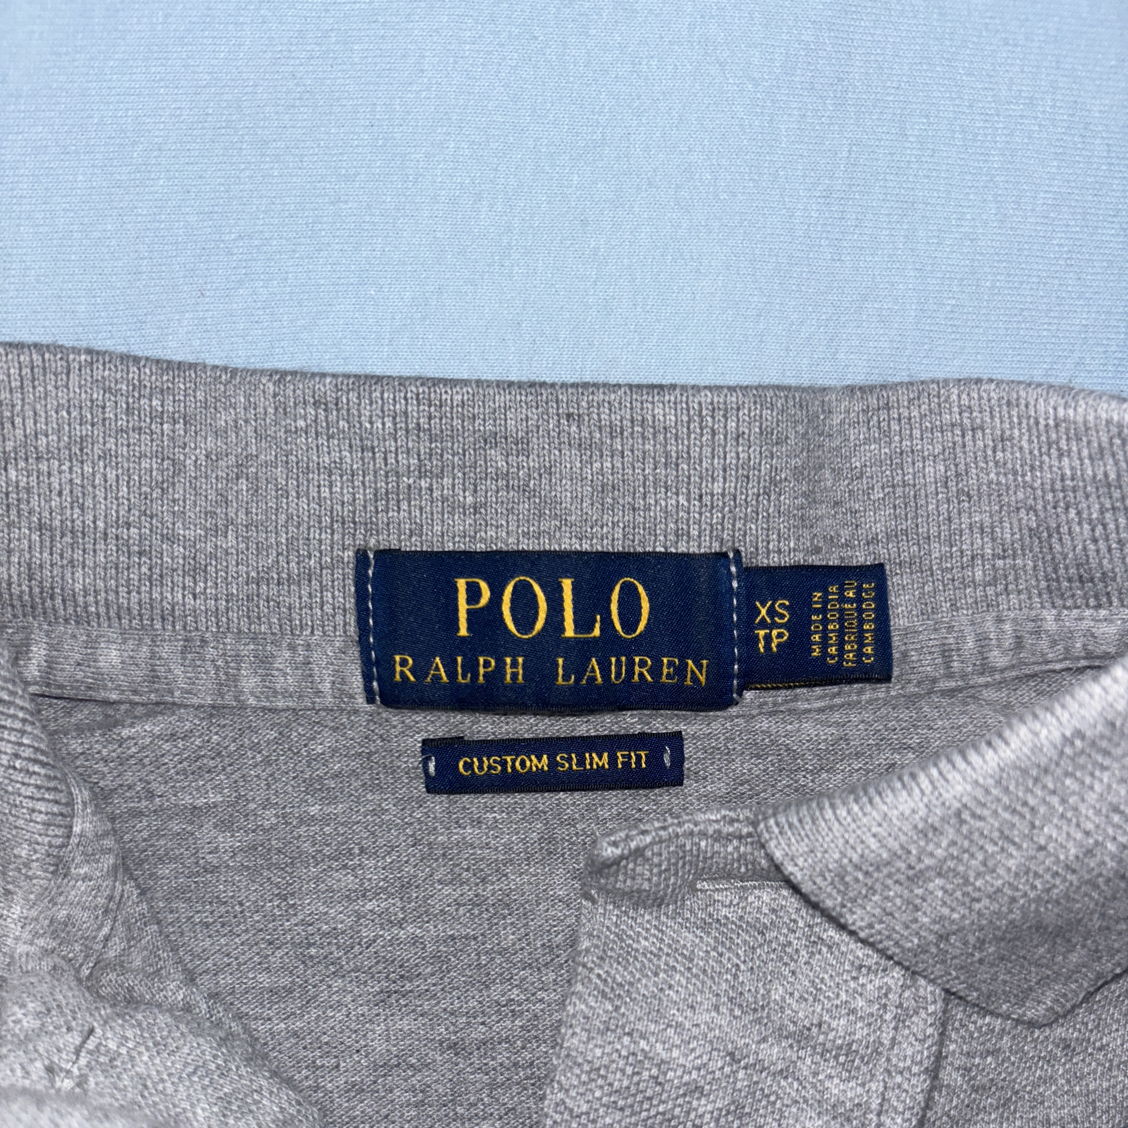 POLO
RALPH LAUREN
XS
TP
MADE IN
CAMBODIA
FABRIQUÉ AU
CAMBODGE
CUSTOM SLIM FIT